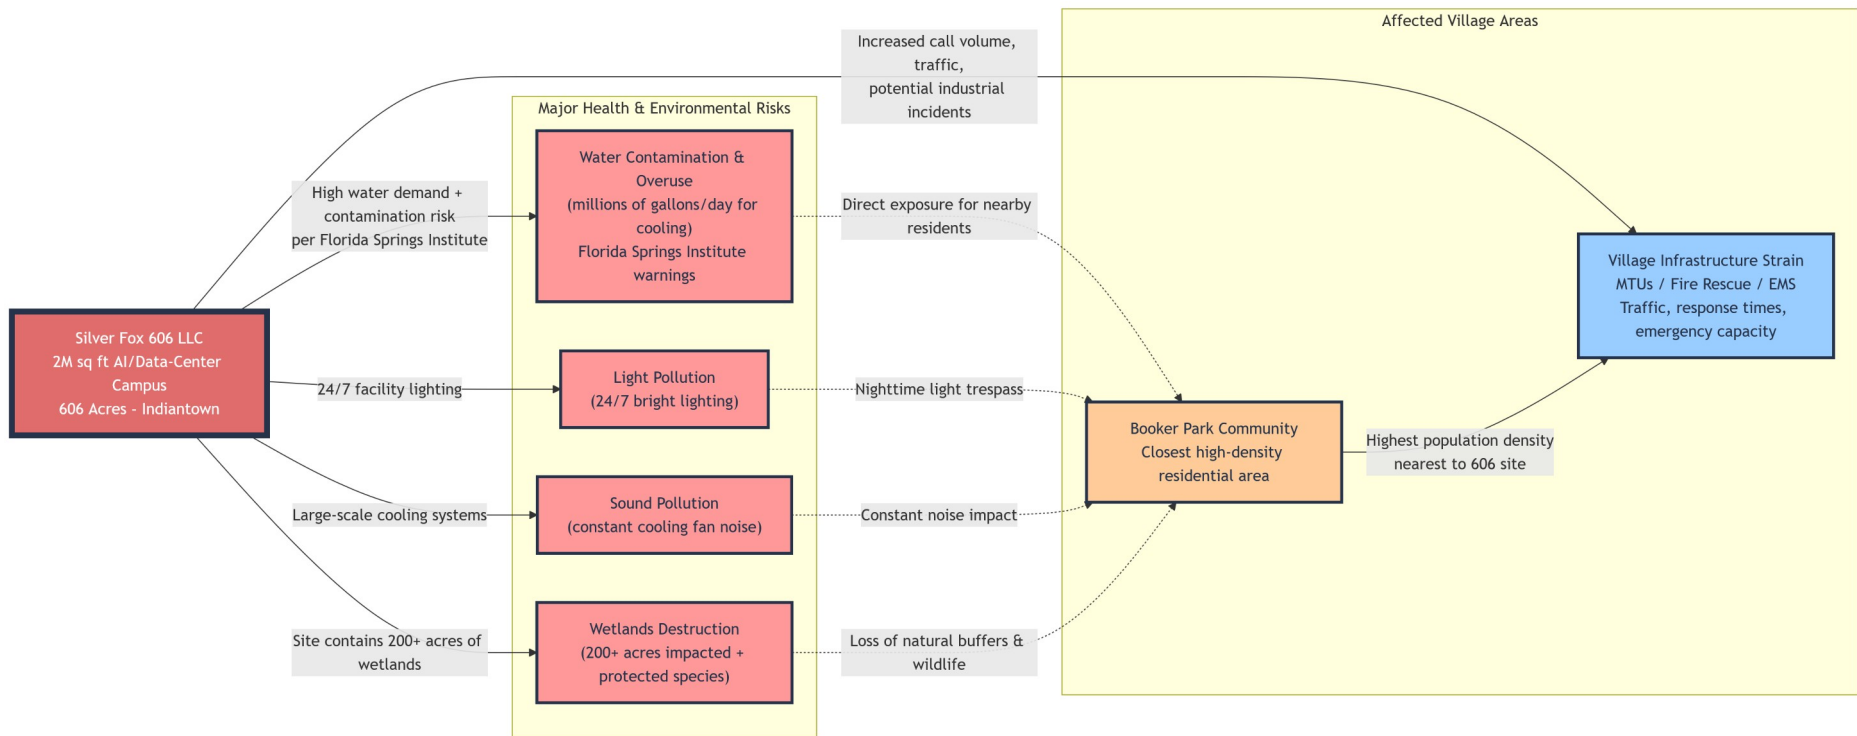 Affected Village Areas
Increased call volume,
traffic,
potential industrial
incidents
Major Health & Environmental Risks
Water Contamination &
Overuse
(millions of gallons/day for
cooling)
Florida Springs Institute
warnings
High water demand +
contamination risk
per Florida Springs Institute
Direct exposure for nearby
residents
Village Infrastructure Strain
MTUs / Fire Rescue / EMS
Traffic, response times,
emergency capacity
Silver Fox 606 LLC
2M sq ft AI/Data-Center
Campus
606 Acres - Indiantown
24/7 facility lighting
Light Pollution
(24/7 bright lighting)
Nighttime light trespass
Booker Park Community
Closest high-density
residential area
Highest population density
nearest to 606 site
Large-scale cooling systems
Sound Pollution
(constant cooling fan noise)
Constant noise impact
Site contains 200+ acres of
wetlands
Wetlands Destruction
(200+ acres impacted +
protected species)
Loss of natural buffers &
wildlife